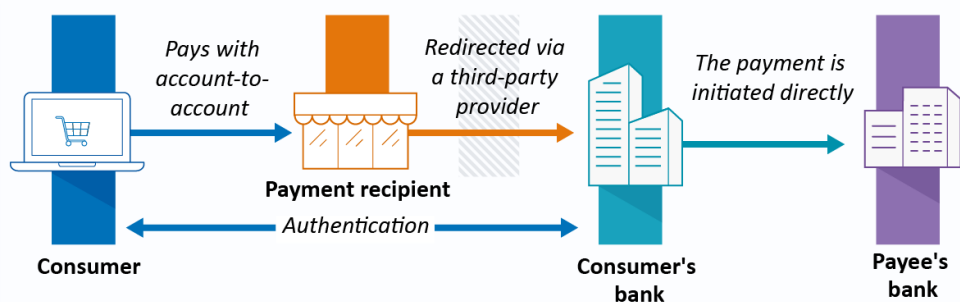 Pays with
account-to-
account
Redirected via
a third-party
provider
The payment is
initiated directly
Payment recipient
Authentication
Consumer
Consumer's
bank
Payee's
bank